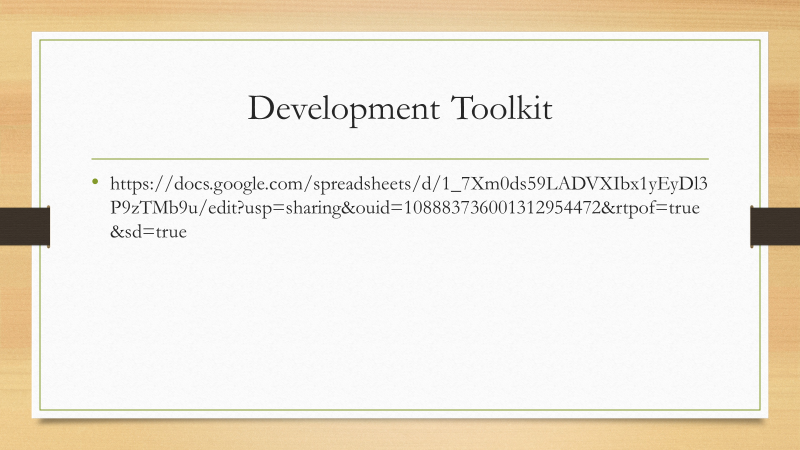 Development Toolkit
• https://docs.google.com/spreadsheets/d/1_7Xm0ds59LADVXIbx1yEyDl3
P9zTMb9u/edit?usp=sharing&ouid=108883736001312954472&rtpof=true
&sd=true